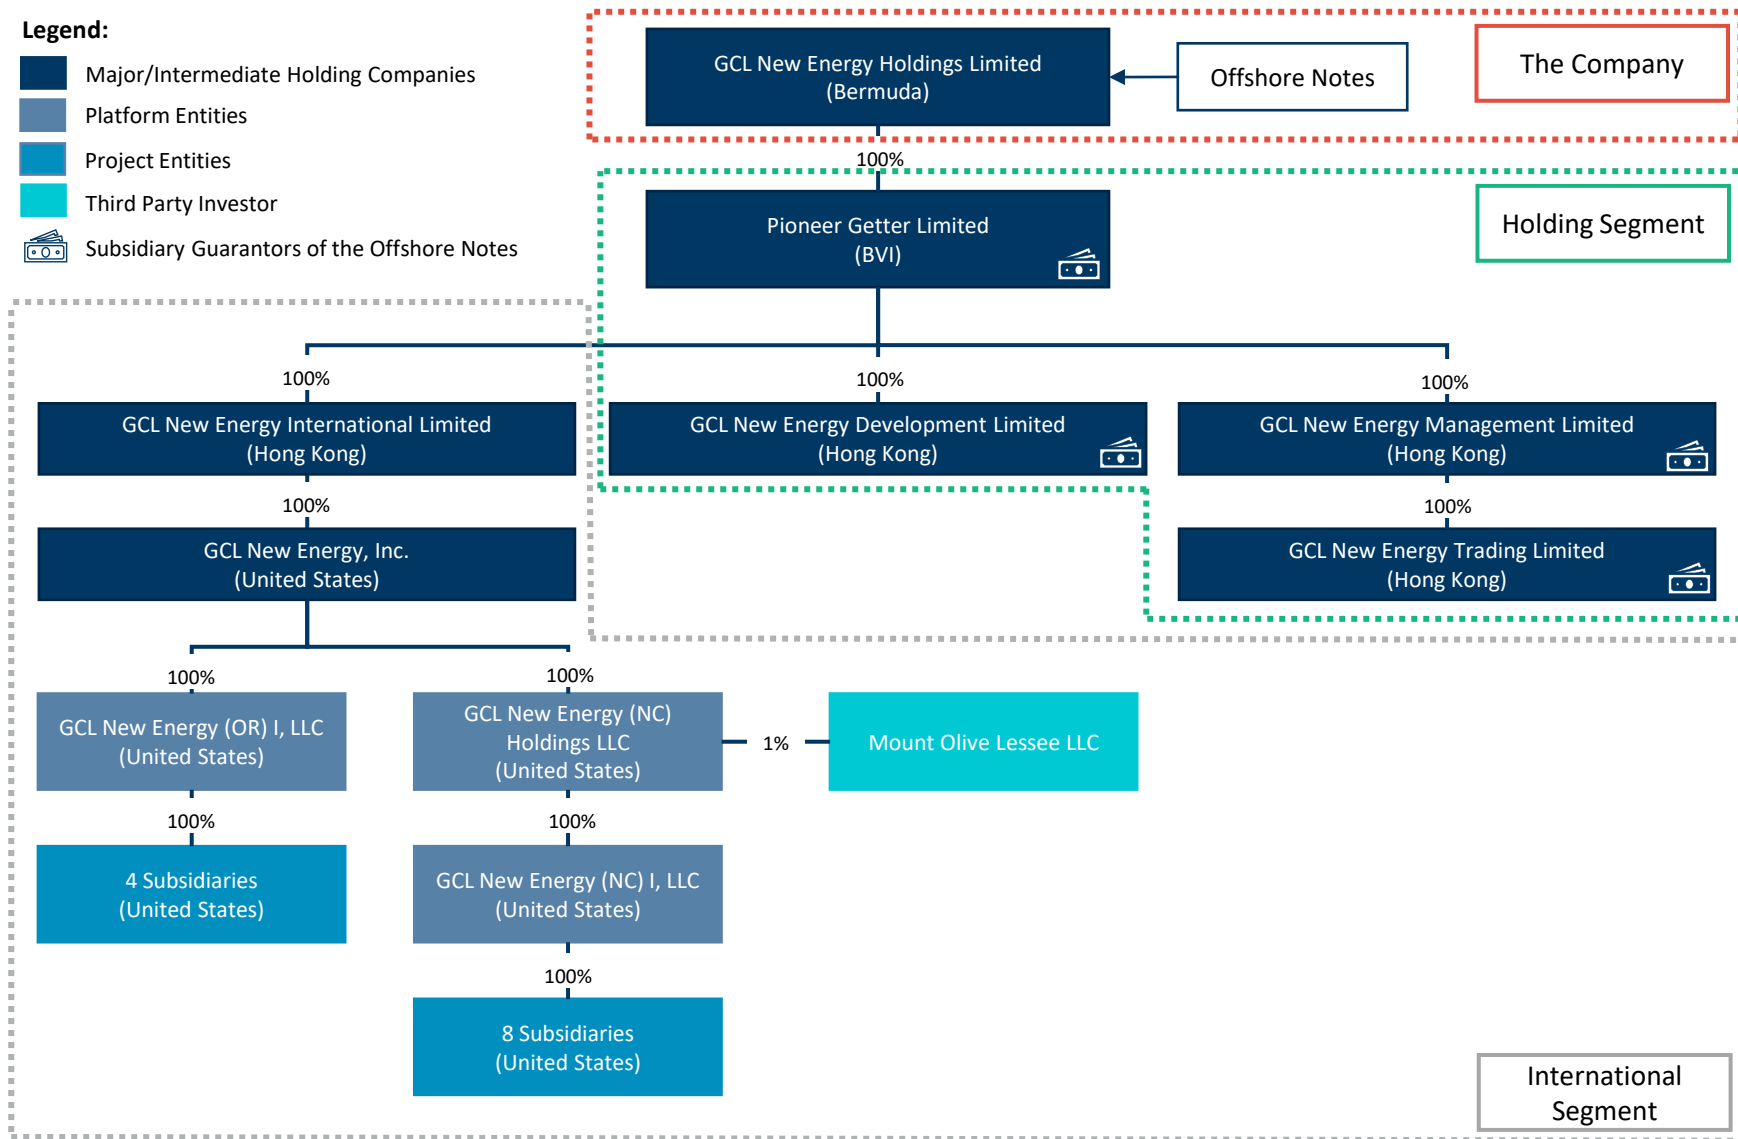 Legend:
Major/Intermediate Holding Companies
Platform Entities
Project Entities
Third Party Investor
Subsidiary Guarantors of the Offshore Notes
GCL New Energy Holdings Limited
(Bermuda)
Offshore Notes
The Company
100%
Pioneer Getter Limited
(BVI)
Holding Segment
100%
100%
100%
GCL New Energy International Limited
(Hong Kong)
GCL New Energy Development Limited
(Hong Kong)
GCL New Energy Management Limited
(Hong Kong)
100%
100%
GCL New Energy, Inc.
(United States)
GCL New Energy Trading Limited
(Hong Kong)
100%
100%
GCL New Energy (OR) I, LLC
(United States)
GCL New Energy (NC)
Holdings LLC
(United States)
1%
Mount Olive Lessee LLC
100%
100%
4 Subsidiaries
(United States)
GCL New Energy (NC) I, LLC
(United States)
100%
8 Subsidiaries
(United States)
International
Segment